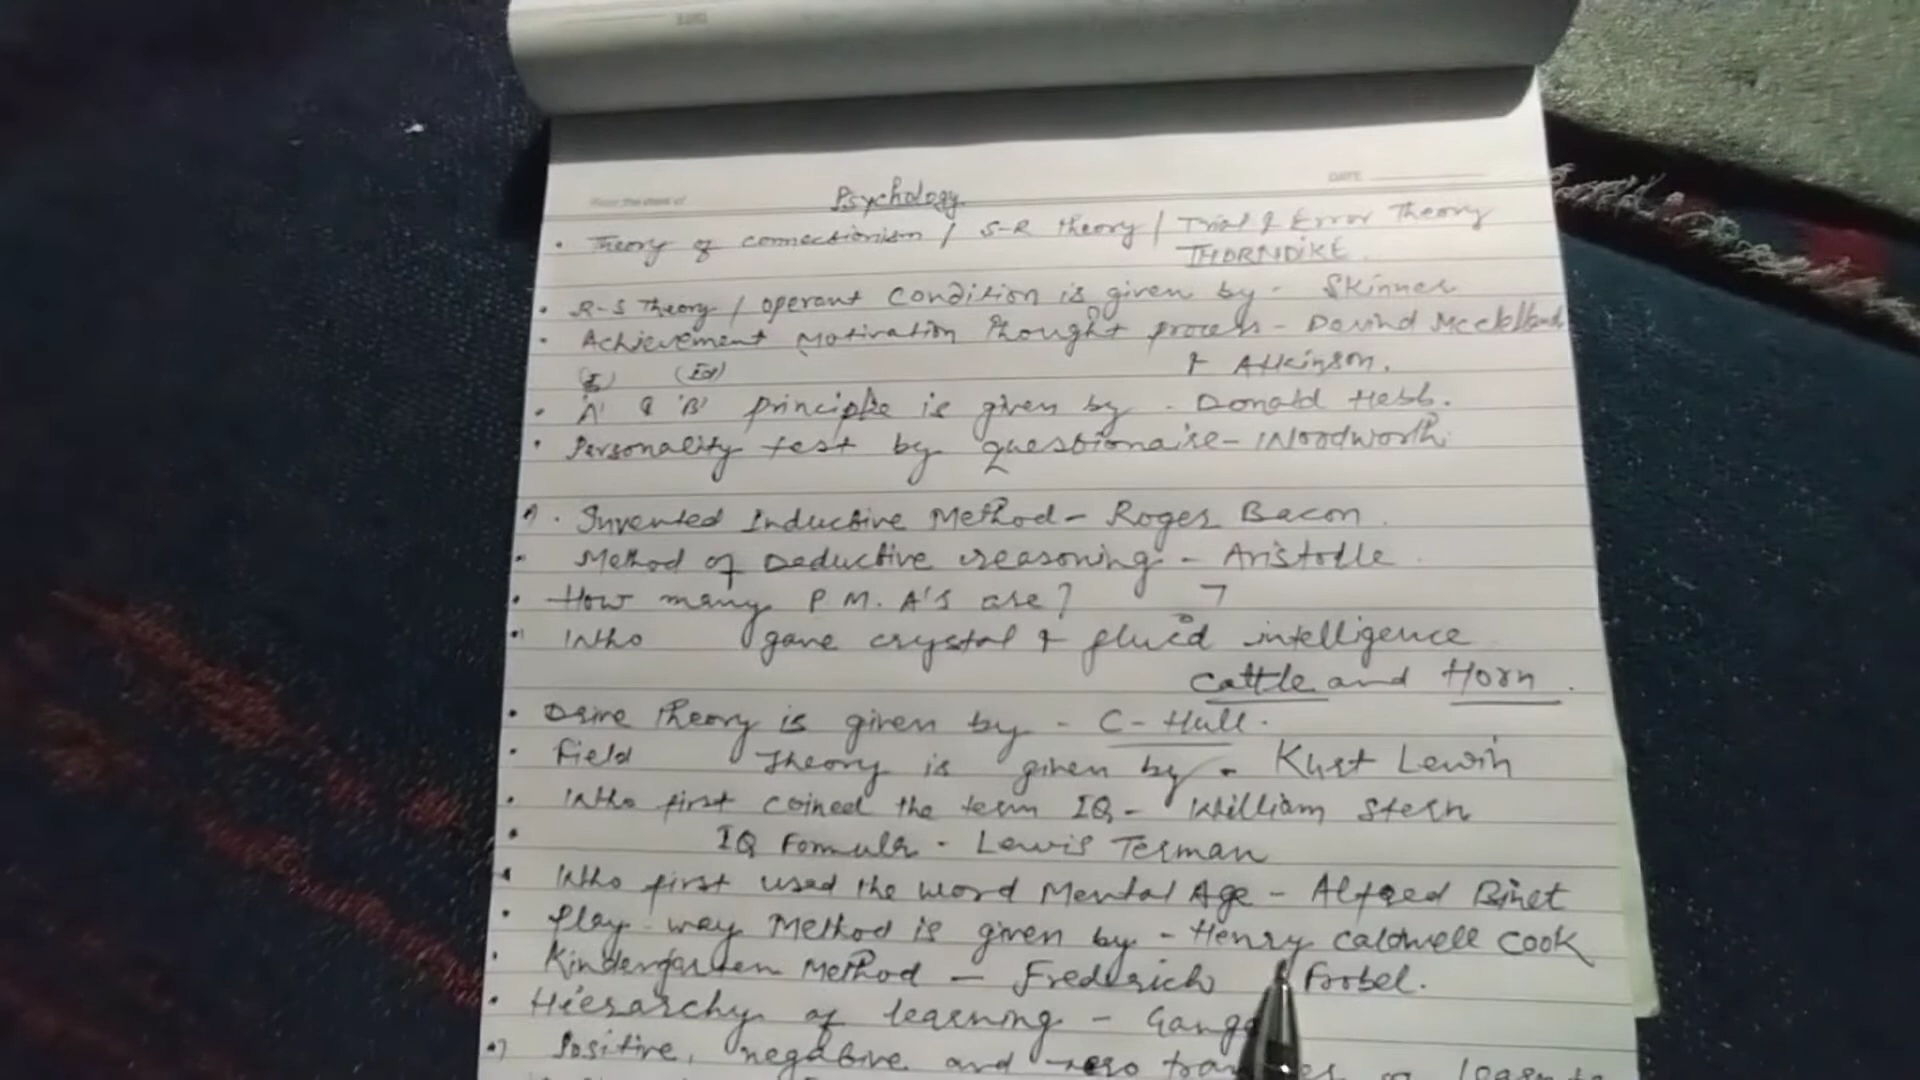 DATE
Psychology
• Theory of connectionism / S-R theory / Trial & Error Theory
THORNDIKE.
• R-S Theory / operant condition is given by - Skinner
• Achievement Motivation thought process - David Mcclelland
& Atkinson.
• 'A' & 'B' principle is given by - Donald Hebb.
• Personality test by questionaire - Woodworth
• Invented Inductive Method - Roger Bacon.
• Method of Deductive reasoning - Aristotle.
• How many P.M.A's are? 7
• Who gave crystal & fluid intelligence
Cattle and Horn.
• Drive theory is given by - C-Hull.
• Field Theory is given by - Kurt Lewin
• Who first coined the term IQ - William Stern
• IQ Formula - Lewis Terman
• Who first used the word Mental Age - Alfred Binet
• Play way Method is given by - Henry Caldwell Cook
• Kindergarten Method - Frederich Foobel.
• Hierarchy of learning -
• Positive, negative and zero